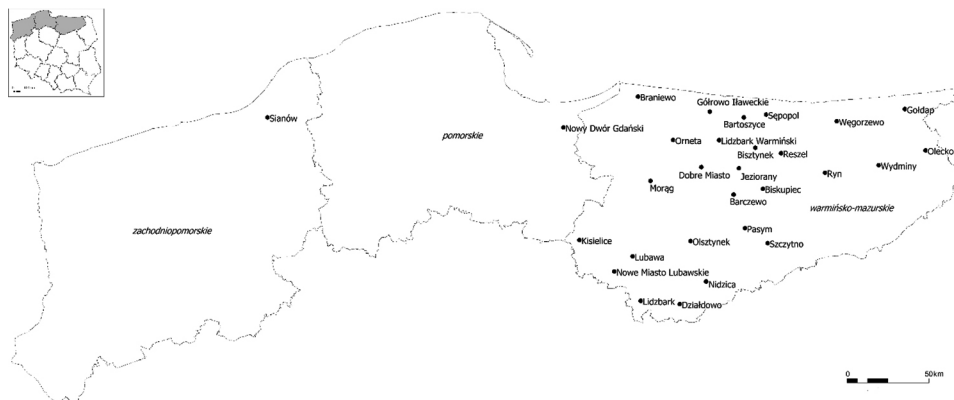 Braniewo
Gółrowo Iławeckie
Gołdap
Sianów
Bartoszyce
Sępopol
Węgorzewo
Nowy Dwór Gdański
pomorskie
Orneta
Lidzbark Warmiński
Bisztynek
Reszel
Olecko
Dobre Miasto
Jeziorany
Ryn
Wydminy
Morąg
Biskupiec
Barczewo
warmińsko-mazurskie
zachodniopomorskie
Pasym
Kisielice
Olsztynek
Szczytno
Lubawa
Nowe Miasto Lubawskie
Nidzica
Lidzbark
Działdowo
0 50km